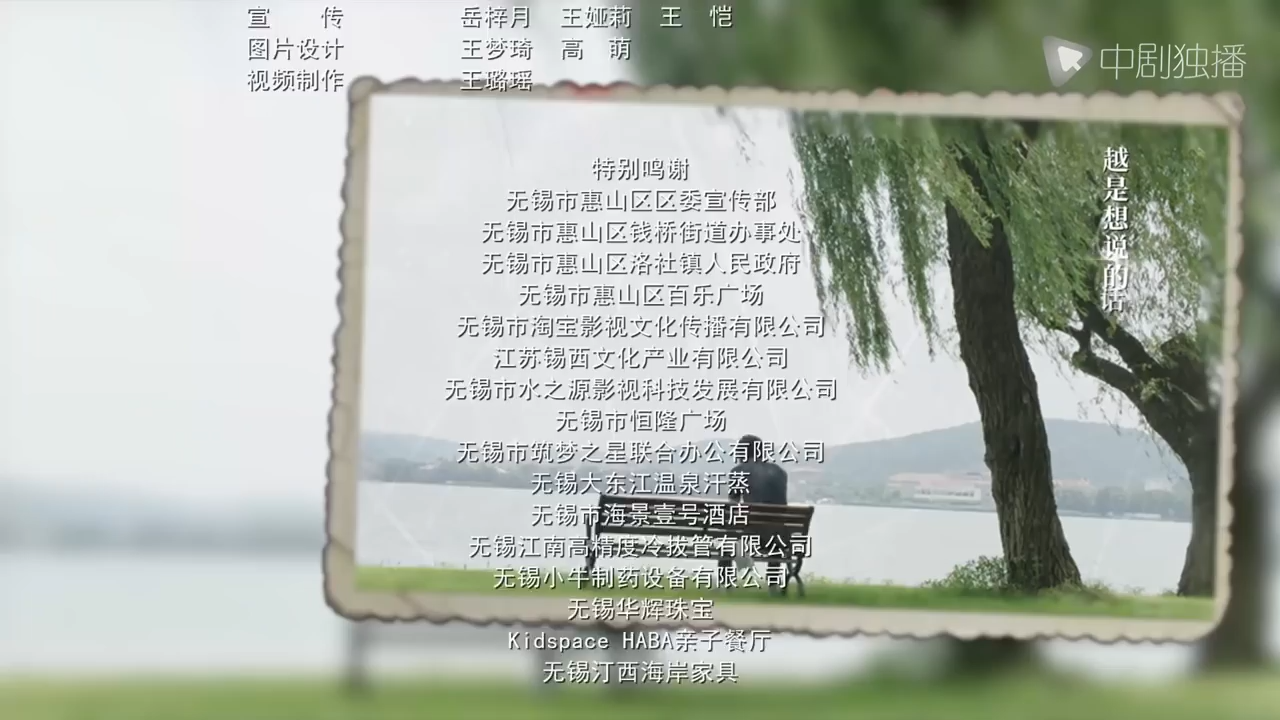 宣 传 岳梓月 王娅莉 王 恺
图片设计 王梦琦 高 萌
视频制作 王璐瑶
中剧独播
越是想说的话
特别鸣谢
无锡市惠山区区委宣传部
无锡市惠山区钱桥街道办事处
无锡市惠山区洛社镇人民政府
无锡市惠山区百乐广场
无锡市淘宝影视文化传播有限公司
江苏锡西文化产业有限公司
无锡市水之源影视科技发展有限公司
无锡市恒隆广场
无锡市筑梦之星联合办公有限公司
无锡大东江温泉汗蒸
无锡市海景壹号酒店
无锡江南高精度冷拔管有限公司
无锡小牛制药设备有限公司
无锡华辉珠宝
Kidspace HABA亲子餐厅
无锡汀西海岸家具